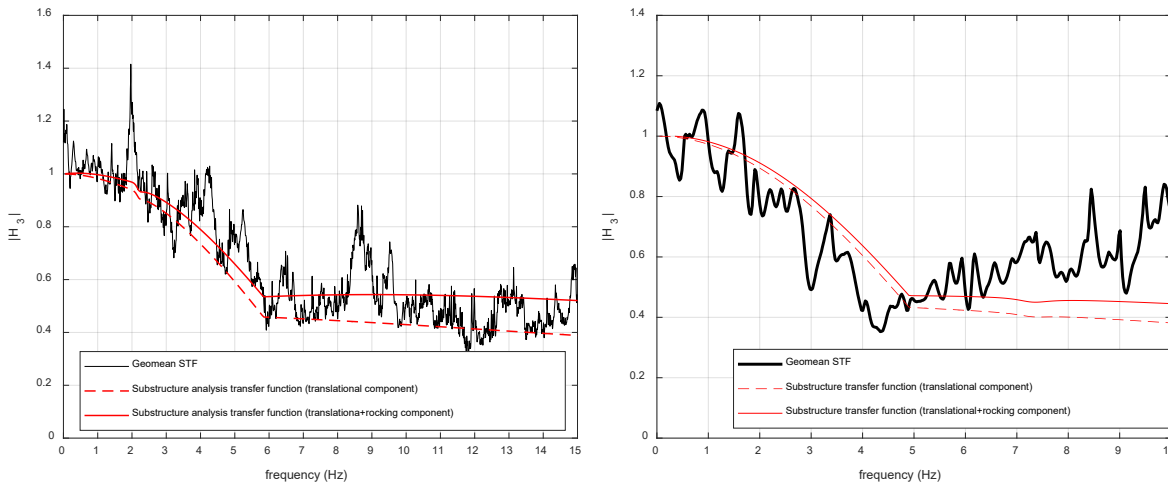 1.6
1.4
1.2
1
0.8
0.6
0.4
0.2
0
|H 3|
0 1 2 3 4 5 6 7 8 9 10 11 12 13 14 15
frequency (Hz)
Geomean STF
Substructure analysis transfer function (translational component)
Substructure analysis transfer function (translationa+rocking component)
1.4
1.2
1
0.8
0.6
0.4
0.2
0
|H 3|
0 1 2 3 4 5 6 7 8 9 10
frequency (Hz)
Geomean STF
Substructure transfer function (translational component)
Substructure transfer function (translational+rocking component)